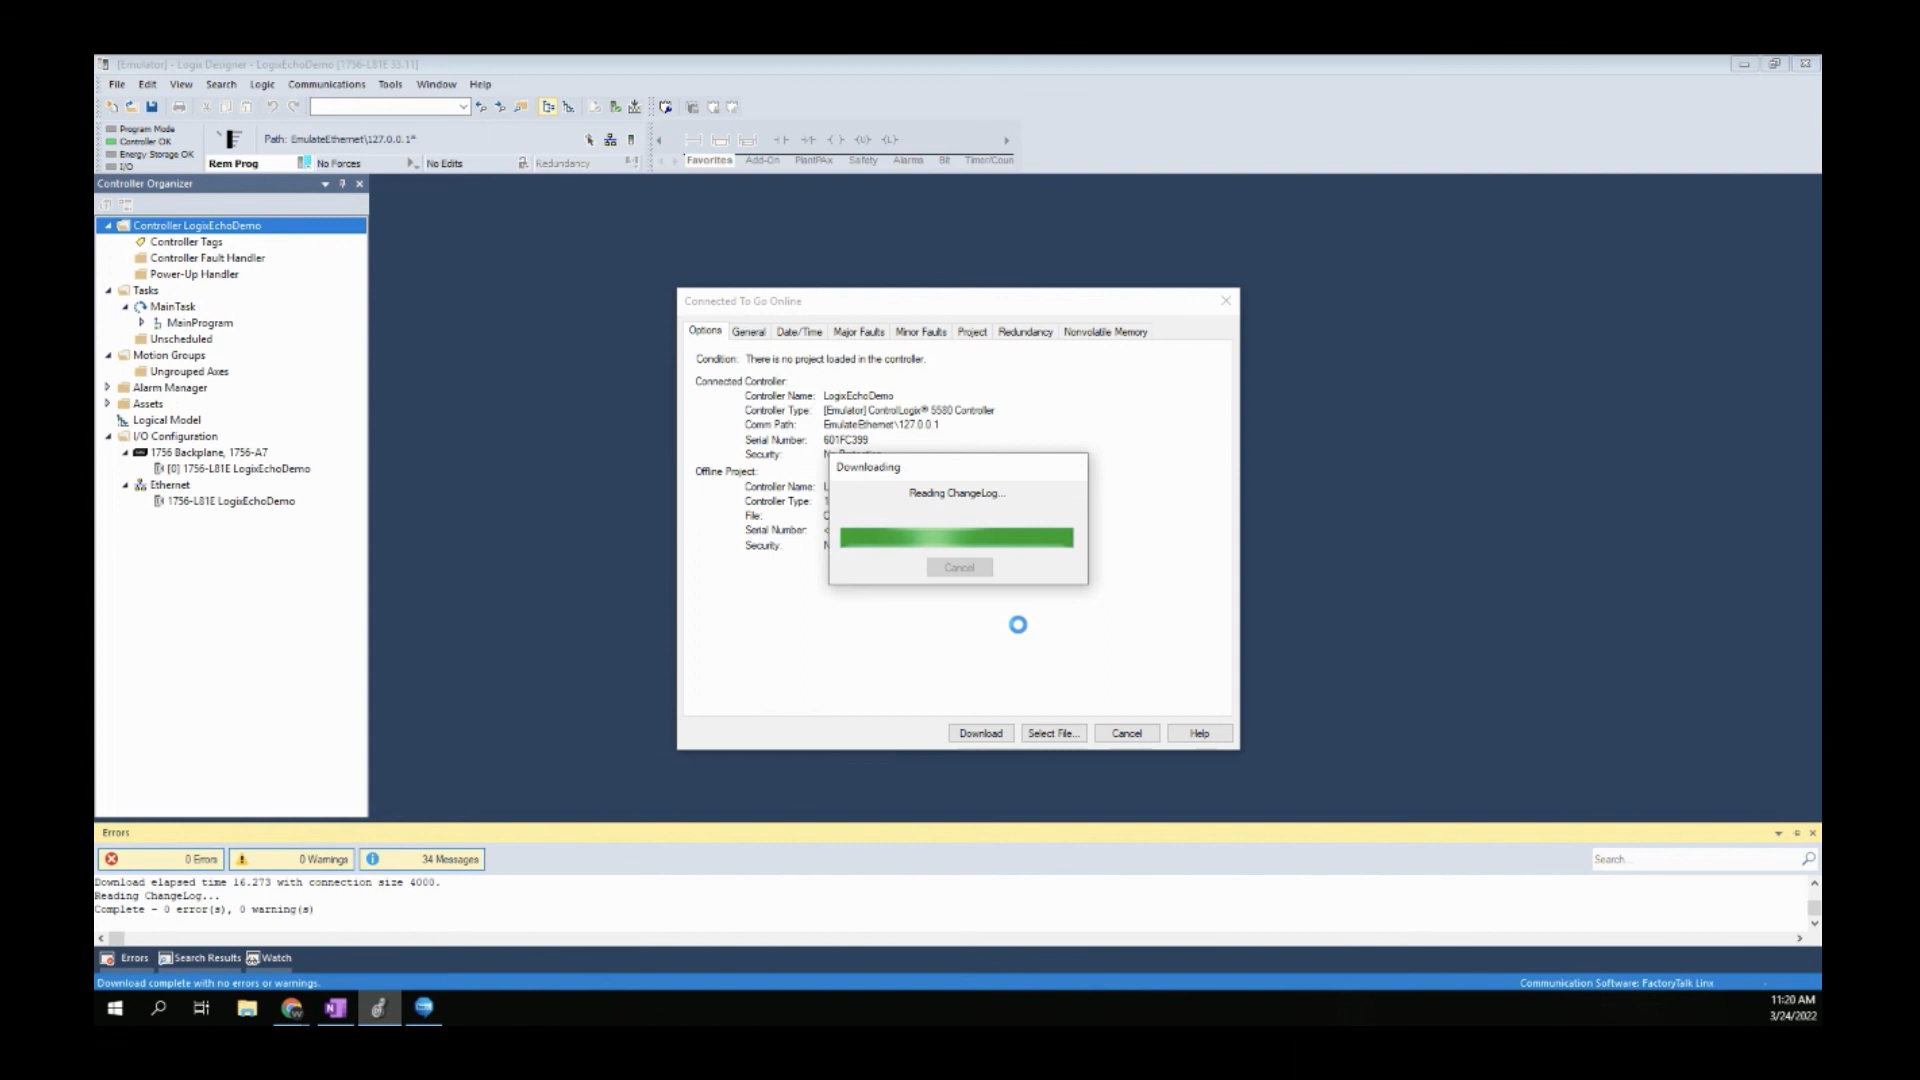 [Emulator] - Logix Designer - LogixEchoDemo [1756-L81E 33.11]
File Edit View Search Logic Communications Tools Window Help
Program Mode
Controller OK
Energy Storage OK
I/O
Path: EmulateEthernet\127.0.0.1*
Rem Prog No Forces No Edits Redundancy
Favorites Add-On PlantPAx Safety Alarms Bit Timer/Coun
Controller Organizer
Controller LogixEchoDemo
Controller Tags
Controller Fault Handler
Power-Up Handler
Tasks
MainTask
MainProgram
Unscheduled
Motion Groups
Ungrouped Axes
Alarm Manager
Assets
Logical Model
I/O Configuration
1756 Backplane, 1756-A7
[0] 1756-L81E LogixEchoDemo
Ethernet
1756-L81E LogixEchoDemo
Connected To Go Online
Options General Date/Time Major Faults Minor Faults Project Redundancy Nonvolatile Memory
Condition: There is no project loaded in the controller.
Connected Controller:
Controller Name: LogixEchoDemo
Controller Type: [Emulator] ControlLogix® 5580 Controller
Comm Path: EmulateEthernet\127.0.0.1
Serial Number: 601FC399
Security:
Offline Project:
Controller Name:
Controller Type:
File:
Serial Number:
Security:
Downloading
Reading ChangeLog...
Cancel
Download Select File... Cancel Help
Errors
0 Errors 0 Warnings 34 Messages
Search...
Download elapsed time 16.273 with connection size 4000.
Reading ChangeLog...
Complete - 0 error(s), 0 warning(s)
Errors Search Results Watch
Download complete with no errors or warnings.
Communication Software: FactoryTalk Linx
11:20 AM
3/24/2022